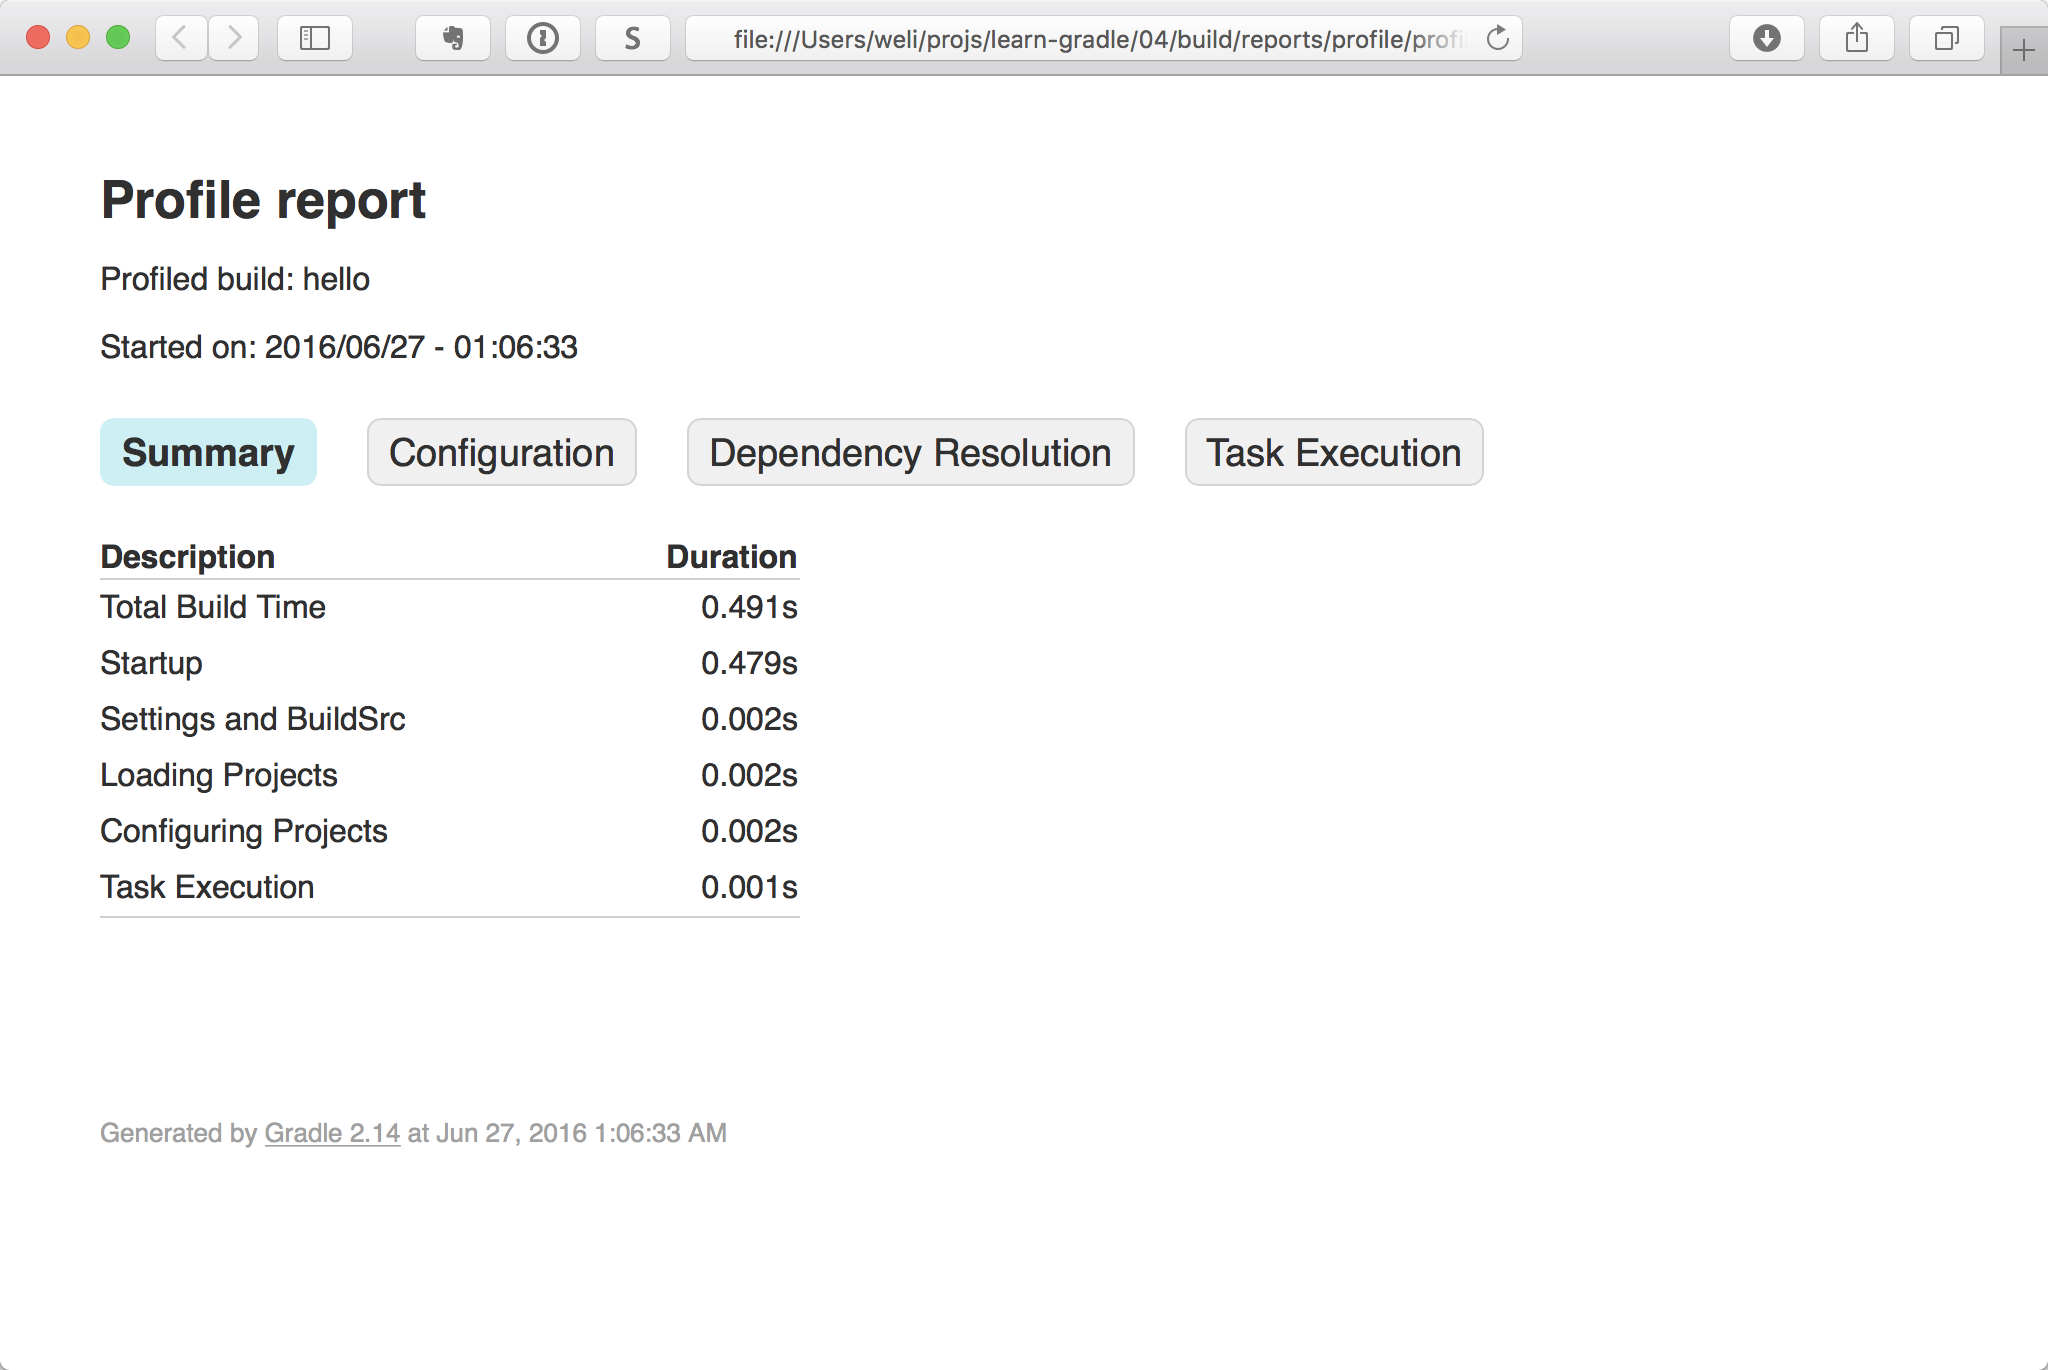 file:///Users/weli/projs/learn-gradle/04/build/reports/profile/profi
Profile report
Profiled build: hello
Started on: 2016/06/27 - 01:06:33
Summary Configuration Dependency Resolution Task Execution
Description Duration
Total Build Time 0.491s
Startup 0.479s
Settings and BuildSrc 0.002s
Loading Projects 0.002s
Configuring Projects 0.002s
Task Execution 0.001s
Generated by Gradle 2.14 at Jun 27, 2016 1:06:33 AM